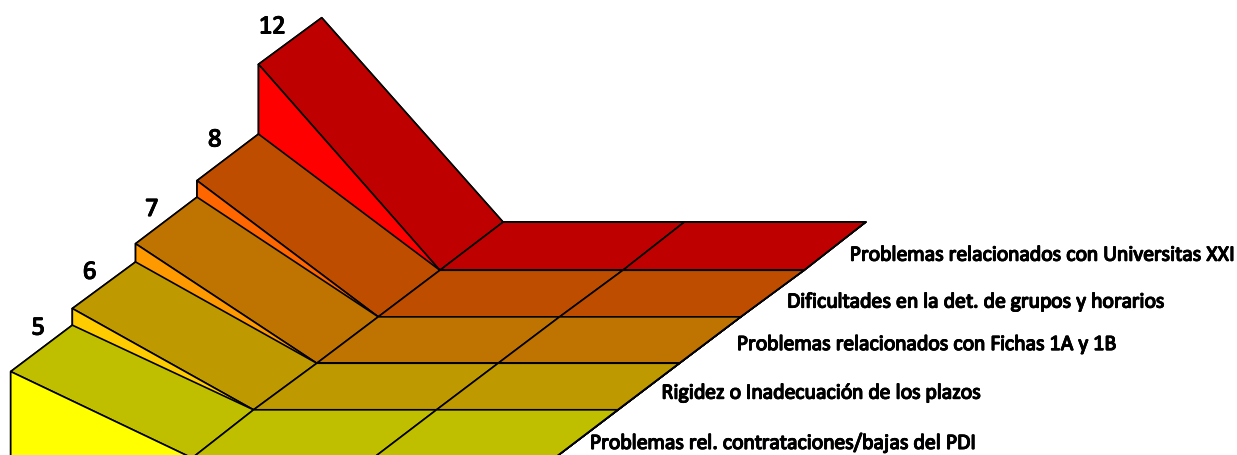 12
8
7
6
5
Problemas relacionados con Universitas XXI
Dificultades en la det. de grupos y horarios
Problemas relacionados con Fichas 1A y 1B
Rigidez o Inadecuación de los plazos
Problemas rel. contrataciones/bajas del PDI